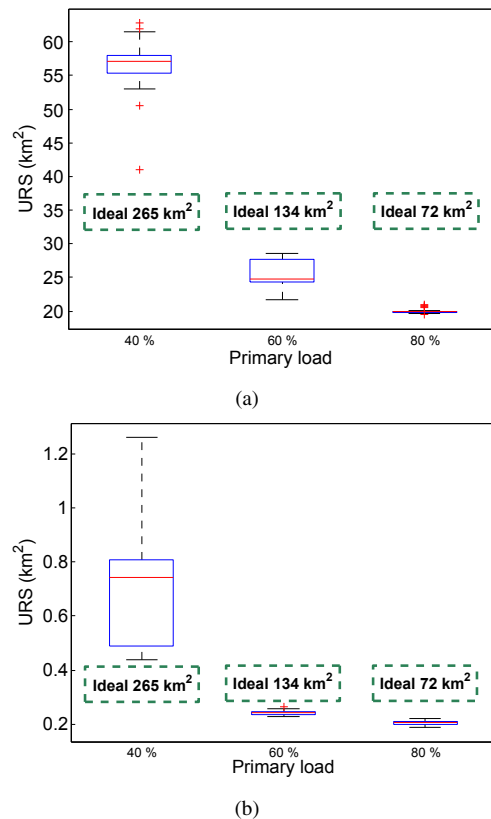 60
55
50
45
40
35
30
25
20
URS (km²)
Ideal 265 km²
Ideal 134 km²
Ideal 72 km²
40 %
60 %
80 %
Primary load
(a)
1.2
1
0.8
0.6
0.4
0.2
URS (km²)
Ideal 265 km²
Ideal 134 km²
Ideal 72 km²
40 %
60 %
80 %
Primary load
(b)